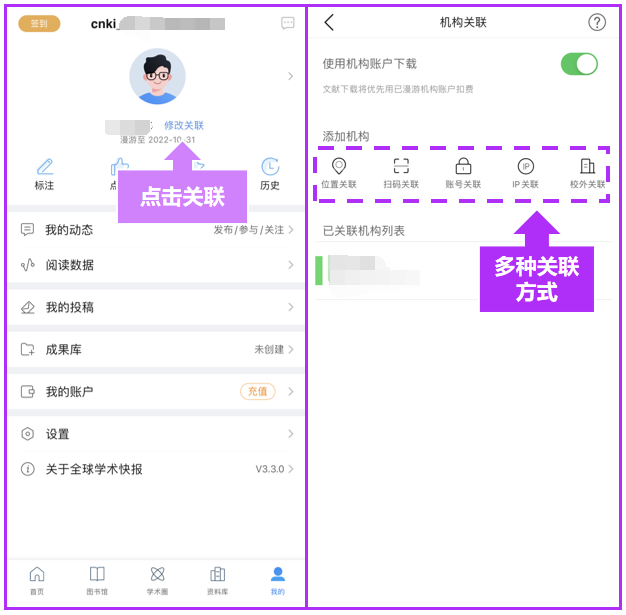 签到
cnki_
修改关联
漫游至 2022-10-31
标注
历史
点击关联
我的动态
发布/参与/关注
阅读数据
我的投稿
成果库
未创建
我的账户
充值
设置
关于全球学术快报
V3.3.0
首页
图书馆
学术圈
资料库
我的
机构关联
使用机构账户下载
文献下载将优先用已漫游机构账户扣费
添加机构
位置关联
扫码关联
账号关联
IP
IP关联
校外关联
已关联机构列表
多种关联
方式